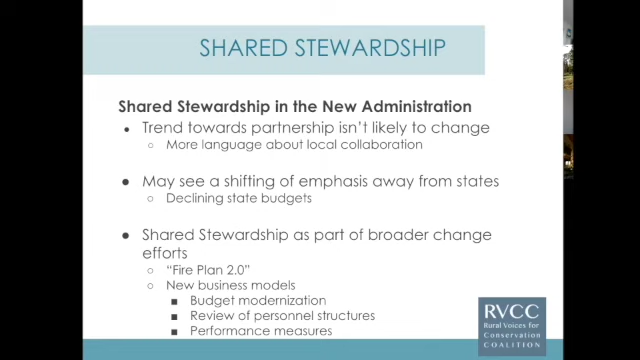 SHARED STEWARDSHIP
Shared Stewardship in the New Administration
● Trend towards partnership isn't likely to change
○ More language about local collaboration
● May see a shifting of emphasis away from states
○ Declining state budgets
● Shared Stewardship as part of broader change
efforts
○ "Fire Plan 2.0"
○ New business models
■ Budget modernization
■ Review of personnel structures
■ Performance measures
RVCC
Rural Voices for
Conservation
COALITION